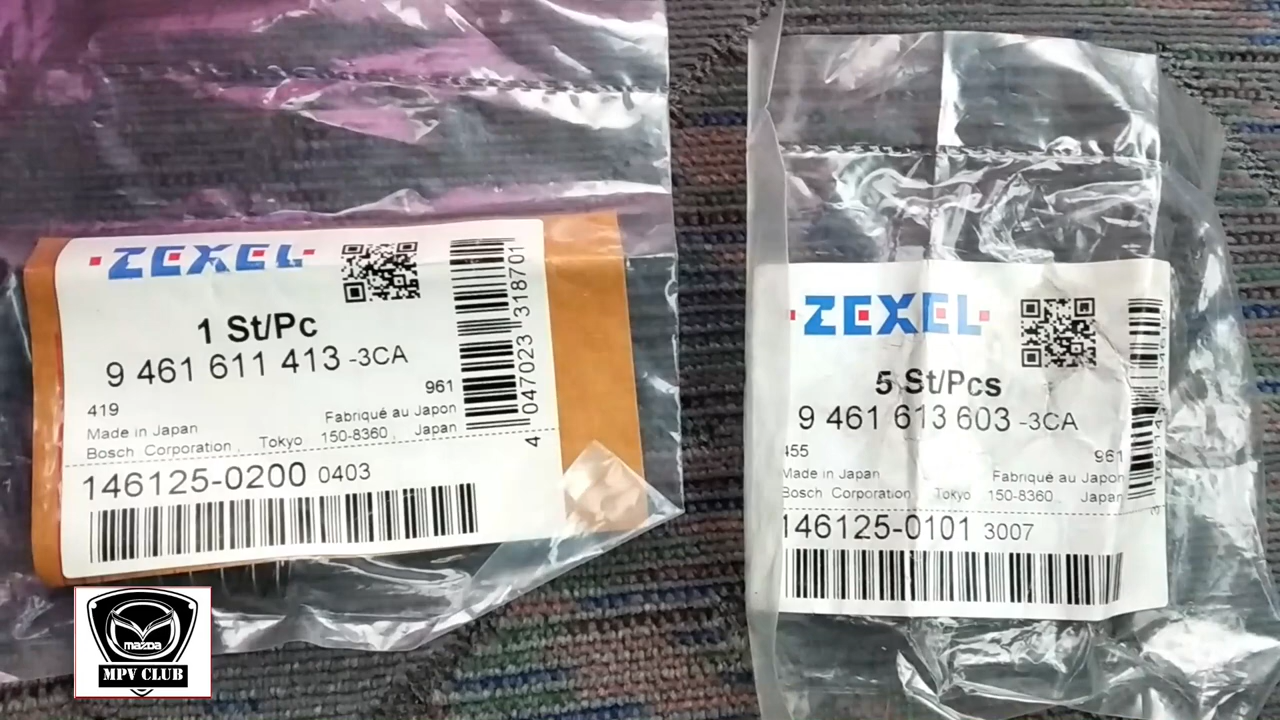 ZEXEL
1 St/Pc
9 461 611 413 -3CA
419
961
Made in Japan
Fabriqué au Japon
Bosch Corporation, Tokyo 150-8360, Japan
146125-0200 0403
4 047023 318701
ZEXEL
5 St/Pcs
9 461 613 603 -3CA
455
961
Made in Japan
Fabriqué au Japon
Bosch Corporation, Tokyo 150-8360, Japan
146125-0101 3007
mazda
MPV CLUB